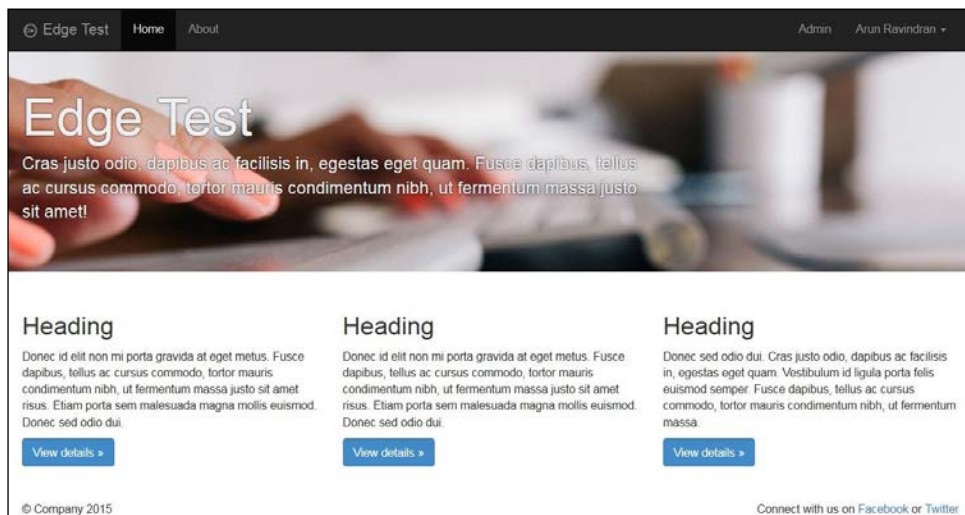 Edge Test Home About Admin Arun Ravindran
Edge Test
Cras justo odio, dapibus ac facilisis in, egestas eget quam. Fusce dapibus, tellus
ac cursus commodo, tortor mauris condimentum nibh, ut fermentum massa justo
sit amet!
Heading
Donec id elit non mi porta gravida at eget metus. Fusce
dapibus, tellus ac cursus commodo, tortor mauris
condimentum nibh, ut fermentum massa justo sit amet
risus. Etiam porta sem malesuada magna mollis euismod.
Donec sed odio dui.
View details »
Heading
Donec id elit non mi porta gravida at eget metus. Fusce
dapibus, tellus ac cursus commodo, tortor mauris
condimentum nibh, ut fermentum massa justo sit amet
risus. Etiam porta sem malesuada magna mollis euismod.
Donec sed odio dui.
View details »
Heading
Donec sed odio dui. Cras justo odio, dapibus ac facilisis
in, egestas eget quam. Vestibulum id ligula porta felis
euismod semper. Fusce dapibus, tellus ac cursus
commodo, tortor mauris condimentum nibh, ut fermentum
massa.
View details »
© Company 2015
Connect with us on Facebook or Twitter